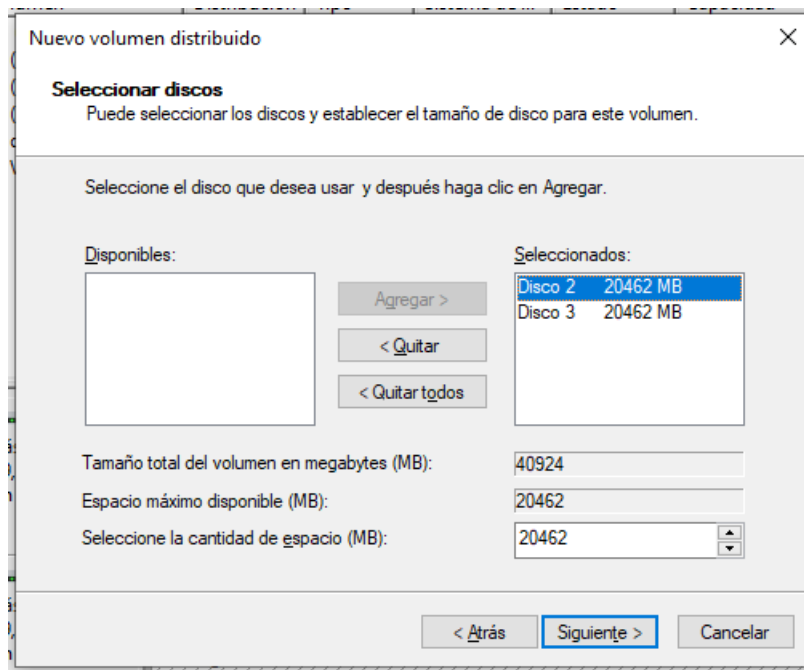 Nuevo volumen distribuido
Seleccionar discos
Puede seleccionar los discos y establecer el tamaño de disco para este volumen.
Seleccione el disco que desea usar y después haga clic en Agregar.
Disponibles:
Seleccionados:
Agregar >
< Quitar
< Quitar todos
Disco 2 20462 MB
Disco 3 20462 MB
Tamaño total del volumen en megabytes (MB): 40924
Espacio máximo disponible (MB): 20462
Seleccione la cantidad de espacio (MB): 20462
< Atrás Siguiente > Cancelar